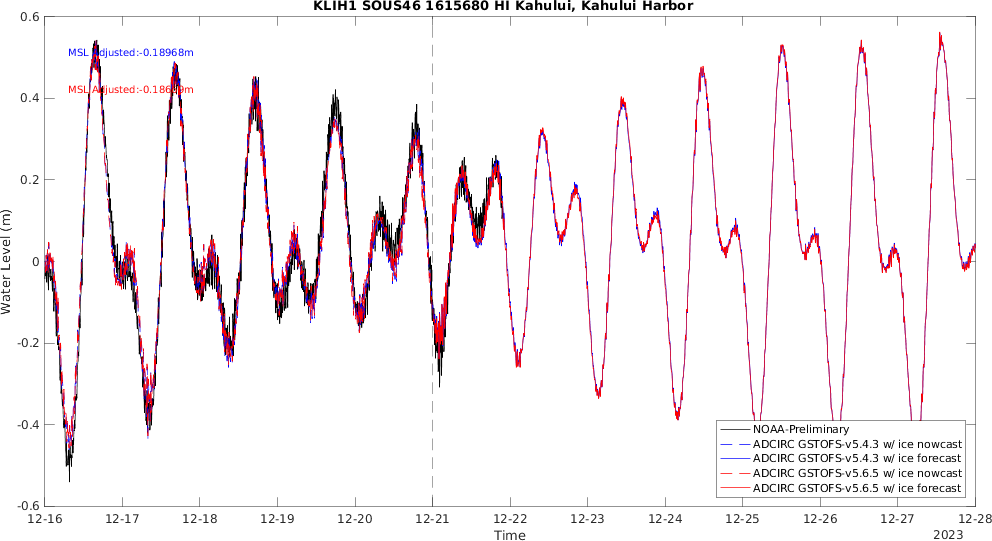 KLIH1 SOUS46 1615680 HI Kahului, Kahului Harbor
0.6
0.4
0.2
0
-0.2
-0.4
-0.6
Water Level (m)
MSL Adjusted:-0.18968m
MSL Adjusted:
NOAA-Preliminary
ADCIRC GSTOFS-v5.4.3 w/ ice nowcast
ADCIRC GSTOFS-v5.4.3 w/ ice forecast
ADCIRC GSTOFS-v5.6.5 w/ ice nowcast
ADCIRC GSTOFS-v5.6.5 w/ ice forecast
12-16 12-17 12-18 12-19 12-20 12-21 12-22 12-23 12-24 12-25 12-26 12-27 12-28
Time
2023